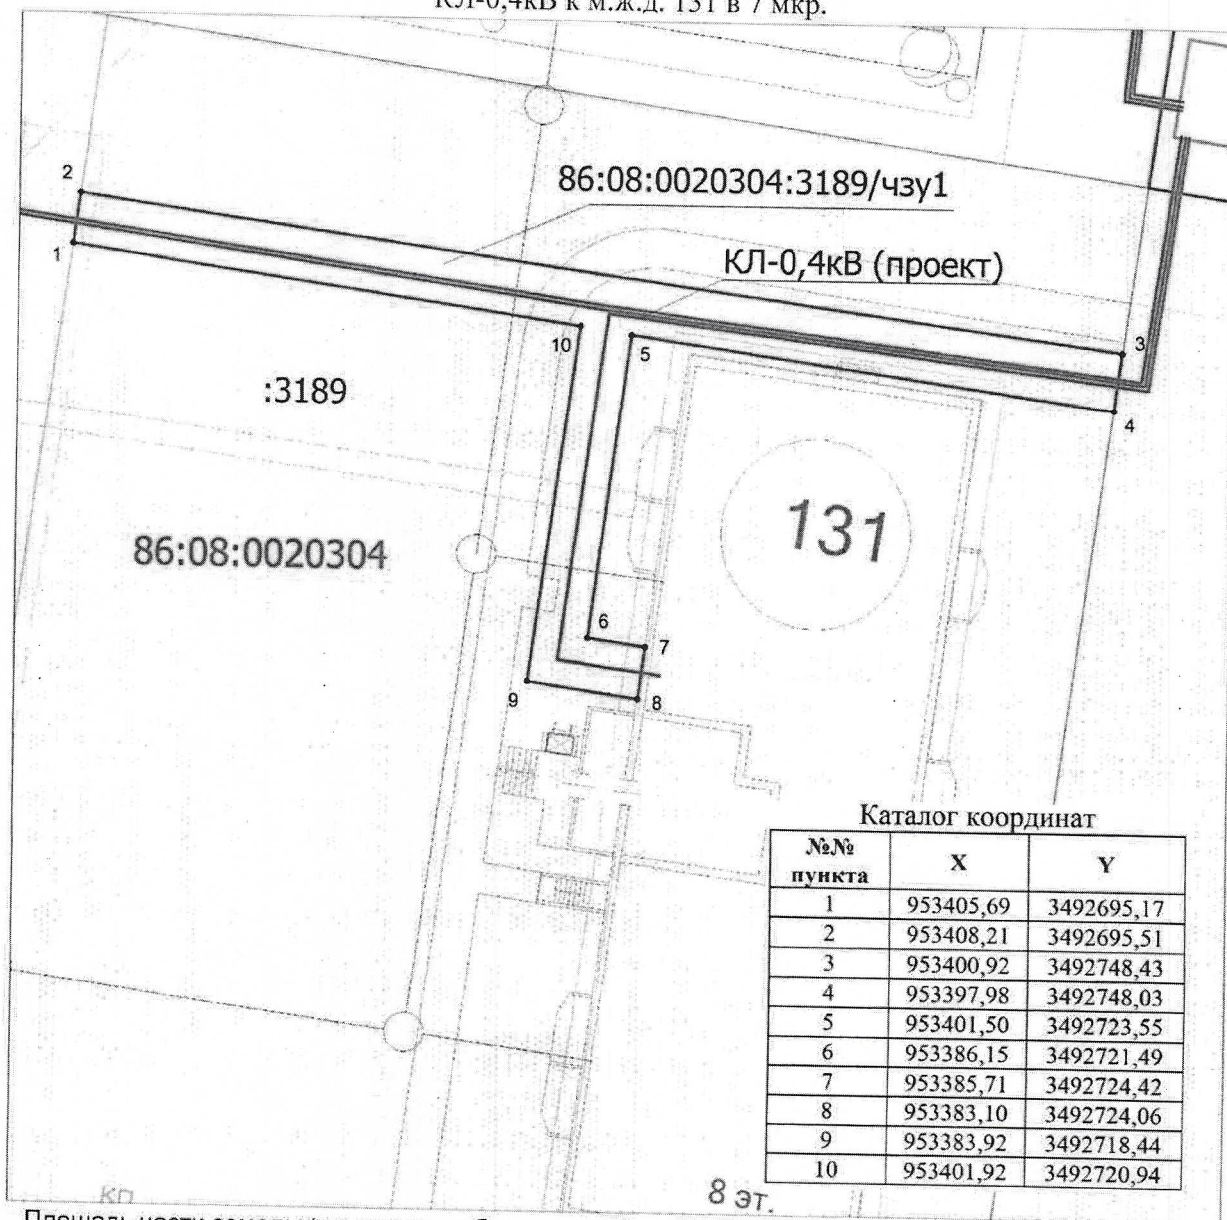 КЛ-0,4кВ к м.ж.д. 131 в 7 мкр.
2
86:08:0020304:3189/чзу1
1
КЛ-0,4кВ (проект)
3
10
5
:3189
4
131
86:08:0020304
6
7
9
8
Каталог координат
№№ пункта X Y
1 953405,69 3492695,17
2 953408,21 3492695,51
3 953400,92 3492748,43
4 953397,98 3492748,03
5 953401,50 3492723,55
6 953386,15 3492721,49
7 953385,71 3492724,42
8 953383,10 3492724,06
9 953383,92 3492718,44
10 953401,92 3492720,94
кл
8 эт.